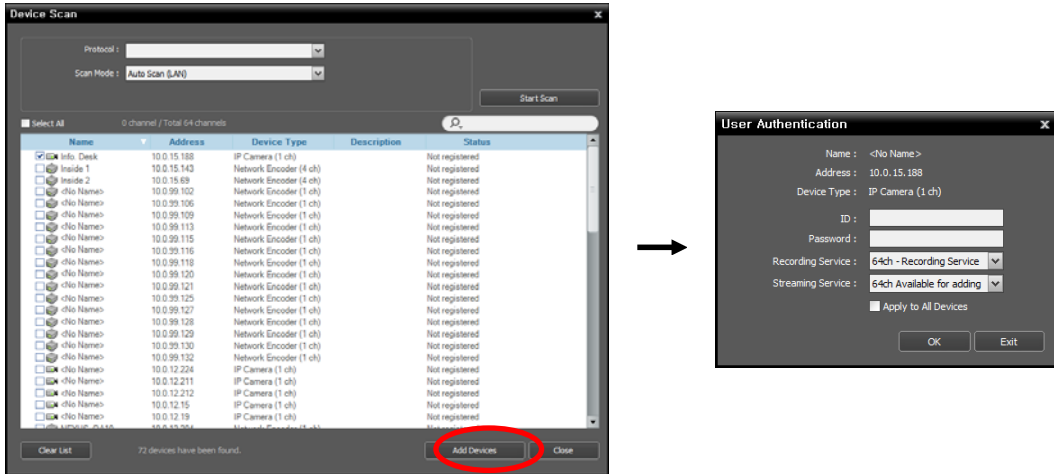 Device Scan x
Protocol :
Scan Mode : Auto Scan (LAN)
Start Scan
Select All 0 channel / Total 64 channels
Name Address Device Type Description Status
Info. Desk 10.0.15.188 IP Camera (1 ch) Not registered
Inside 1 10.0.15.143 Network Encoder (4 ch) Not registered
Inside 2 10.0.15.69 Network Encoder (4 ch) Not registered
<No Name> 10.0.99.102 Network Encoder (1 ch) Not registered
<No Name> 10.0.99.106 Network Encoder (1 ch) Not registered
<No Name> 10.0.99.109 Network Encoder (1 ch) Not registered
<No Name> 10.0.99.113 Network Encoder (1 ch) Not registered
<No Name> 10.0.99.115 Network Encoder (1 ch) Not registered
<No Name> 10.0.99.116 Network Encoder (1 ch) Not registered
<No Name> 10.0.99.118 Network Encoder (1 ch) Not registered
<No Name> 10.0.99.120 Network Encoder (1 ch) Not registered
<No Name> 10.0.99.121 Network Encoder (1 ch) Not registered
<No Name> 10.0.99.125 Network Encoder (1 ch) Not registered
<No Name> 10.0.99.127 Network Encoder (1 ch) Not registered
<No Name> 10.0.99.128 Network Encoder (1 ch) Not registered
<No Name> 10.0.99.129 Network Encoder (1 ch) Not registered
<No Name> 10.0.99.130 Network Encoder (1 ch) Not registered
<No Name> 10.0.99.132 Network Encoder (1 ch) Not registered
<No Name> 10.0.12.224 IP Camera (1 ch) Not registered
<No Name> 10.0.12.211 IP Camera (1 ch) Not registered
<No Name> 10.0.12.212 IP Camera (1 ch) Not registered
<No Name> 10.0.12.15 IP Camera (1 ch) Not registered
<No Name> 10.0.12.19 IP Camera (1 ch) Not registered
Clear List 72 devices have been found. Add Devices Close
User Authentication x
Name : <No Name>
Address : 10.0.15.188
Device Type : IP Camera (1 ch)
ID :
Password :
Recording Service : 64ch - Recording Service
Streaming Service : 64ch Available for adding
Apply to All Devices
OK Exit